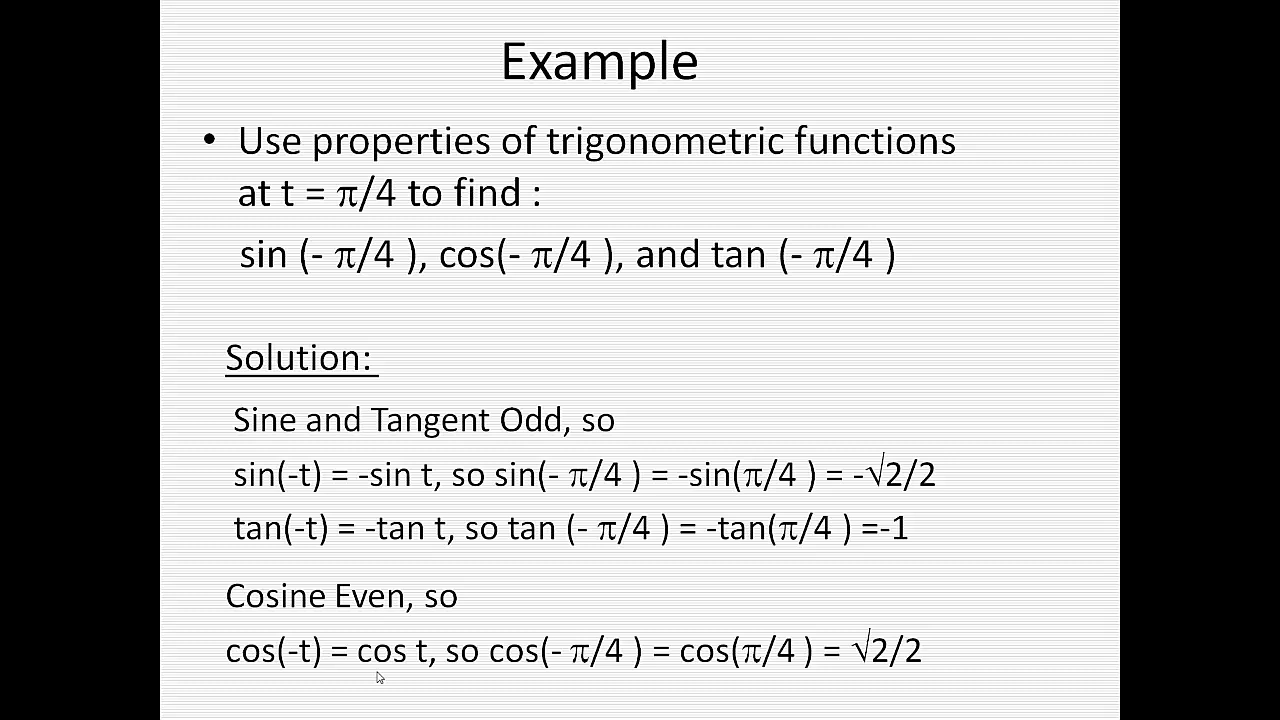 Example
• Use properties of trigonometric functions
at t = π/4 to find :
sin (- π/4 ), cos(- π/4 ), and tan (- π/4 )
Solution:
Sine and Tangent Odd, so
sin(-t) = -sin t, so sin(- π/4 ) = -sin(π/4 ) = -√2/2
tan(-t) = -tan t, so tan (- π/4 ) = -tan(π/4 ) =-1
Cosine Even, so
cos(-t) = cos t, so cos(- π/4 ) = cos(π/4 ) = √2/2